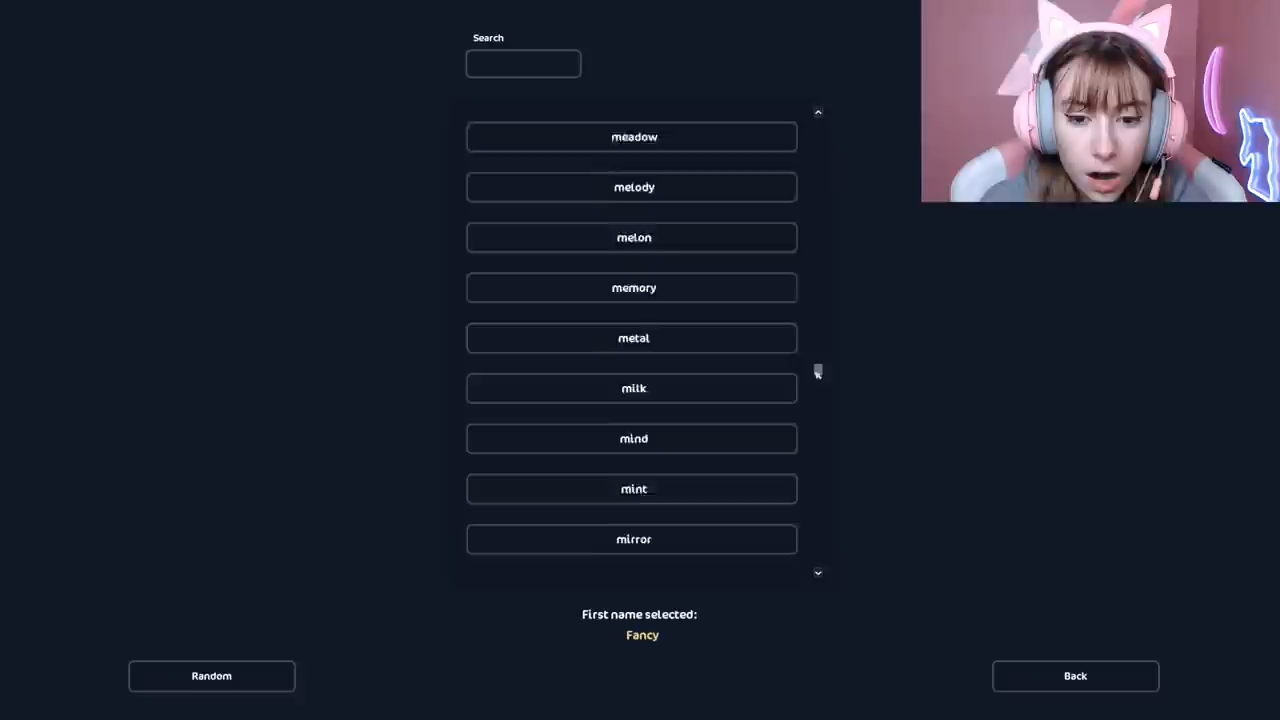 Search
meadow
melody
melon
memory
metal
milk
mind
mint
mirror
First name selected:
Fancy
Random
Back